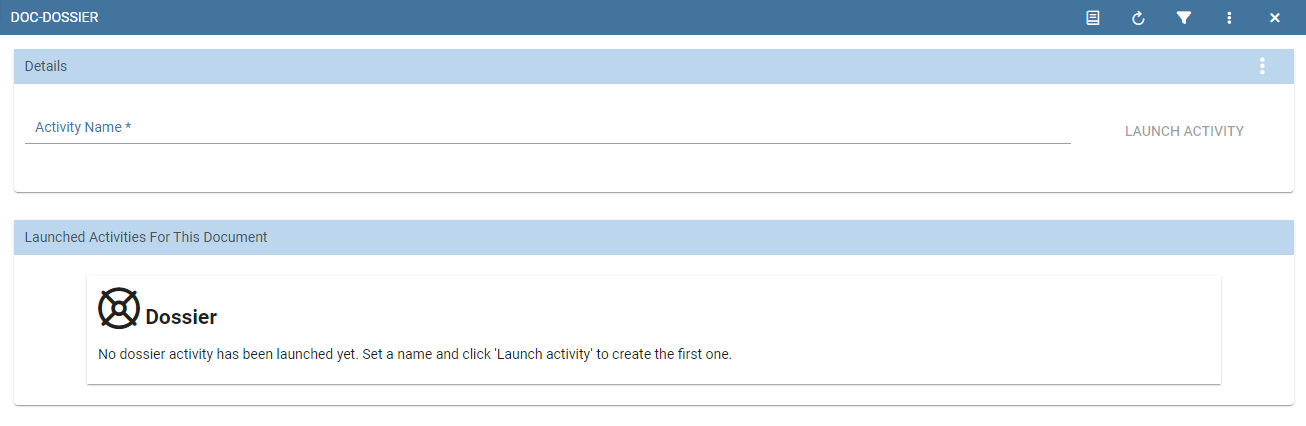 DOC-DOSSIER
Details
Activity Name *
LAUNCH ACTIVITY
Launched Activities For This Document
Dossier
No dossier activity has been launched yet. Set a name and click 'Launch activity' to create the first one.